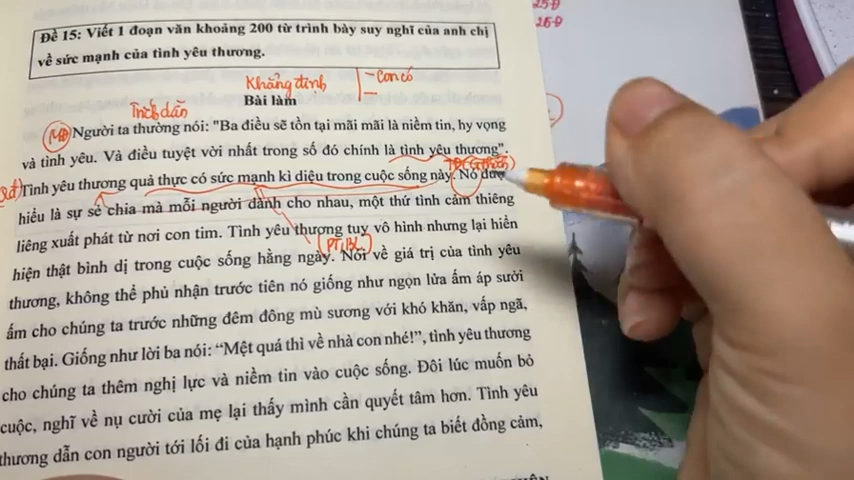 25Đ
26Đ
Đề 15: Viết 1 đoạn văn khoảng 200 từ trình bày suy nghĩ của anh chị
về sức mạnh của tình yêu thương.
Khẳng định
- Con có
-
Trích dẫn
Bài làm
MĐ Người ta thường nói: "Ba điều sẽ tồn tại mãi mãi là niềm tin, hy vọng
và tình yêu. Và điều tuyệt vời nhất trong số đó chính là tình yêu thương".
Tình yêu thương quả thực có sức mạnh kì diệu trong cuộc sống này. Nó
hiểu là sự sẻ chia mà mỗi người dành cho nhau, một thứ tình cảm thiêng
liêng xuất phát từ nơi con tim. Tình yêu thương tuy vô hình nhưng lại hiển
(PT, BL)
hiện thật bình dị trong cuộc sống hằng ngày. Nói về giá trị của tình yêu
thương, không thể phủ nhận trước tiên nó giống như ngọn lửa ấm áp sưởi
ấm cho chúng ta trước những đêm đông mù sương với khó khăn, vấp ngã,
thất bại. Giống như lời ba nói: "Mệt quá thì về nhà con nhé!", tình yêu thương
cho chúng ta thêm nghị lực và niềm tin vào cuộc sống. Đôi lúc muốn bỏ
cuộc, nghĩ về nụ cười của mẹ lại thấy mình cần quyết tâm hơn. Tình yêu
thương dẫn con người tới lối đi của hạnh phúc khi chúng ta biết đồng cảm,